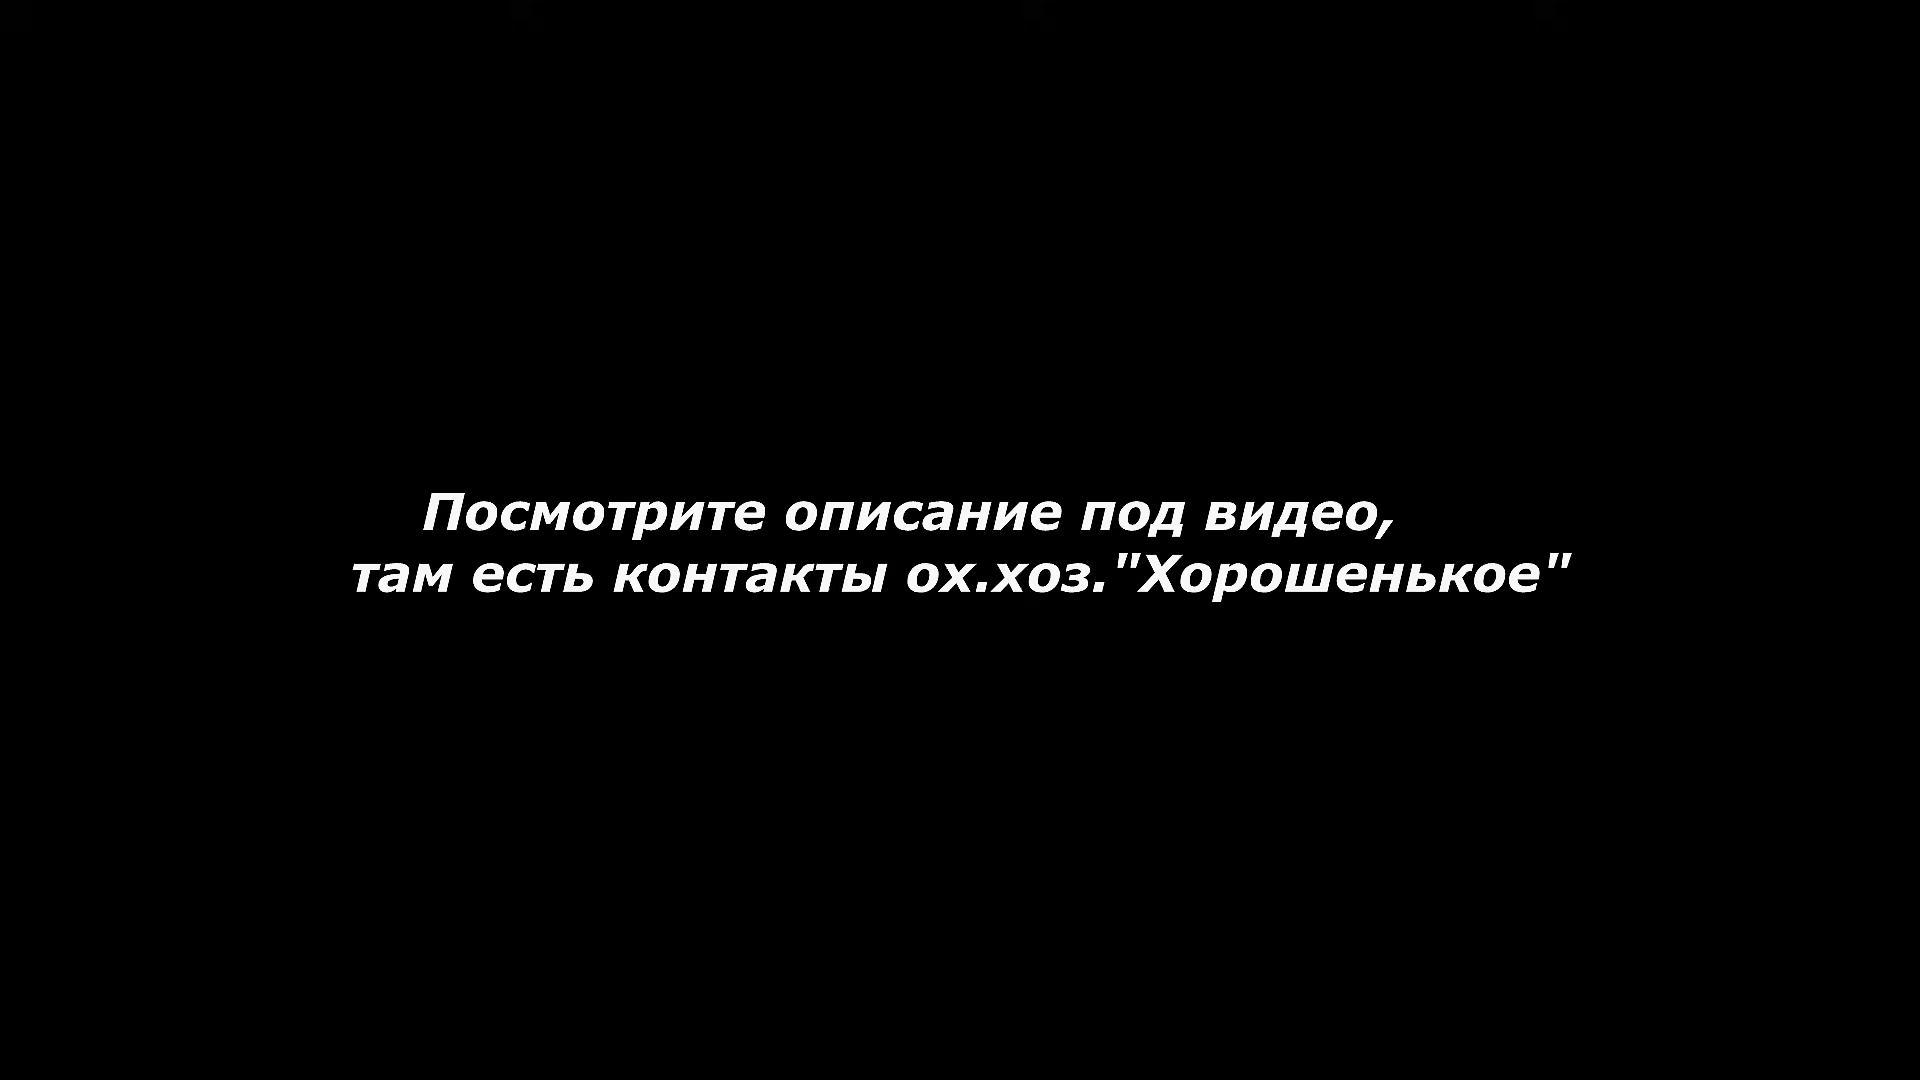 Посмотрите описание под видео,
там есть контакты ох.хоз."Хорошенькое"